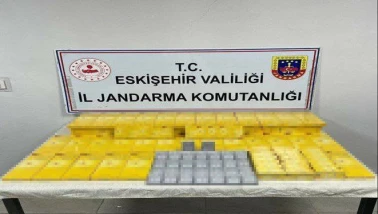 T.C.
ESKİŞEHİR VALİLİĞİ
İL JANDARMA KOMUTANLIĞI